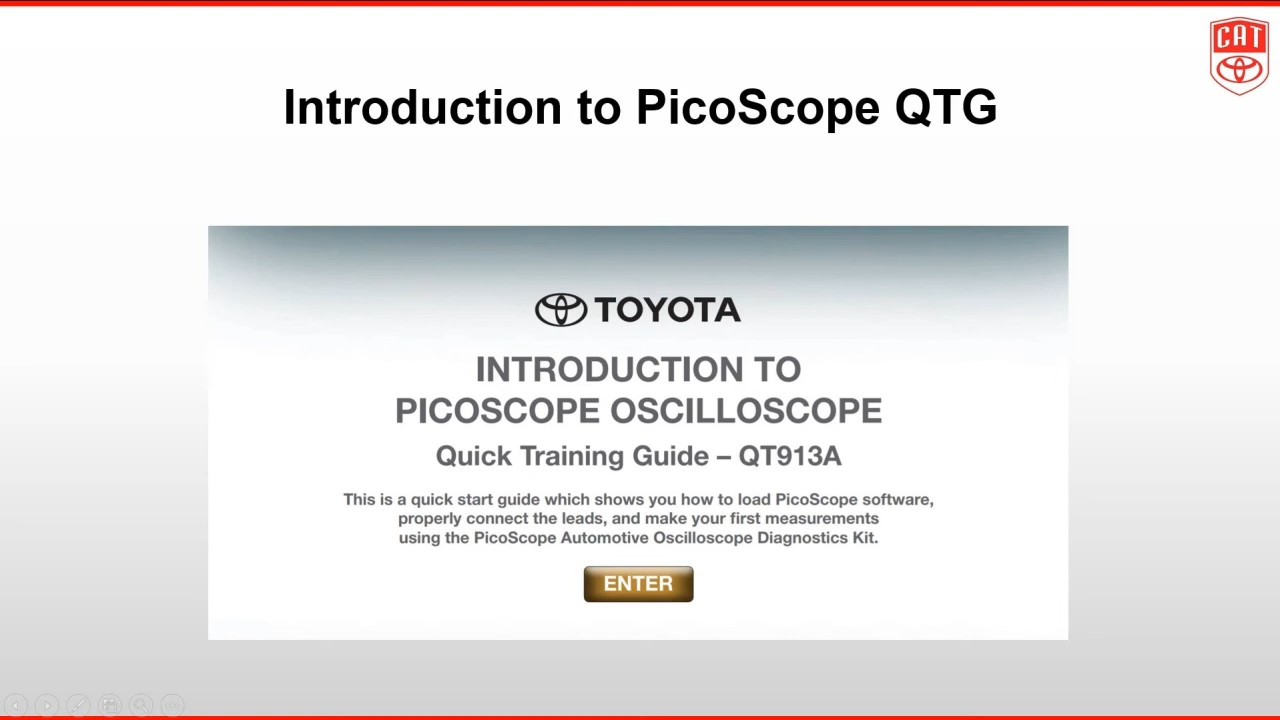 CAT
Introduction to PicoScope QTG
TOYOTA
INTRODUCTION TO
PICOSCOPE OSCILLOSCOPE
Quick Training Guide – QT913A
This is a quick start guide which shows you how to load PicoScope software,
properly connect the leads, and make your first measurements
using the PicoScope Automotive Oscilloscope Diagnostics Kit.
ENTER